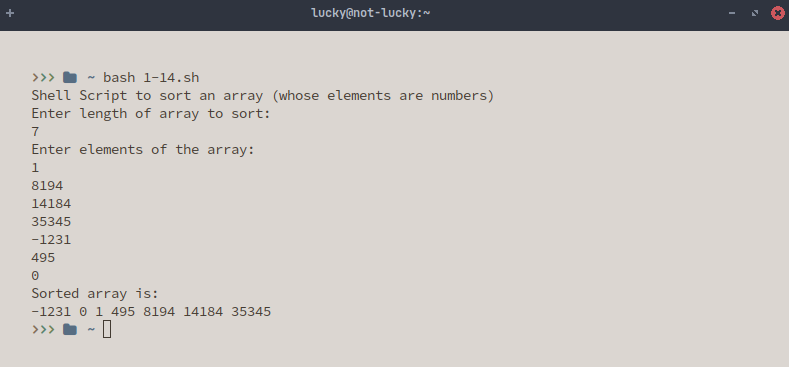 lucky@not-lucky:~
>>> ~ bash 1-14.sh
Shell Script to sort an array (whose elements are numbers)
Enter length of array to sort:
7
Enter elements of the array:
1
8194
14184
35345
-1231
495
0
Sorted array is:
-1231 0 1 495 8194 14184 35345
>>> ~